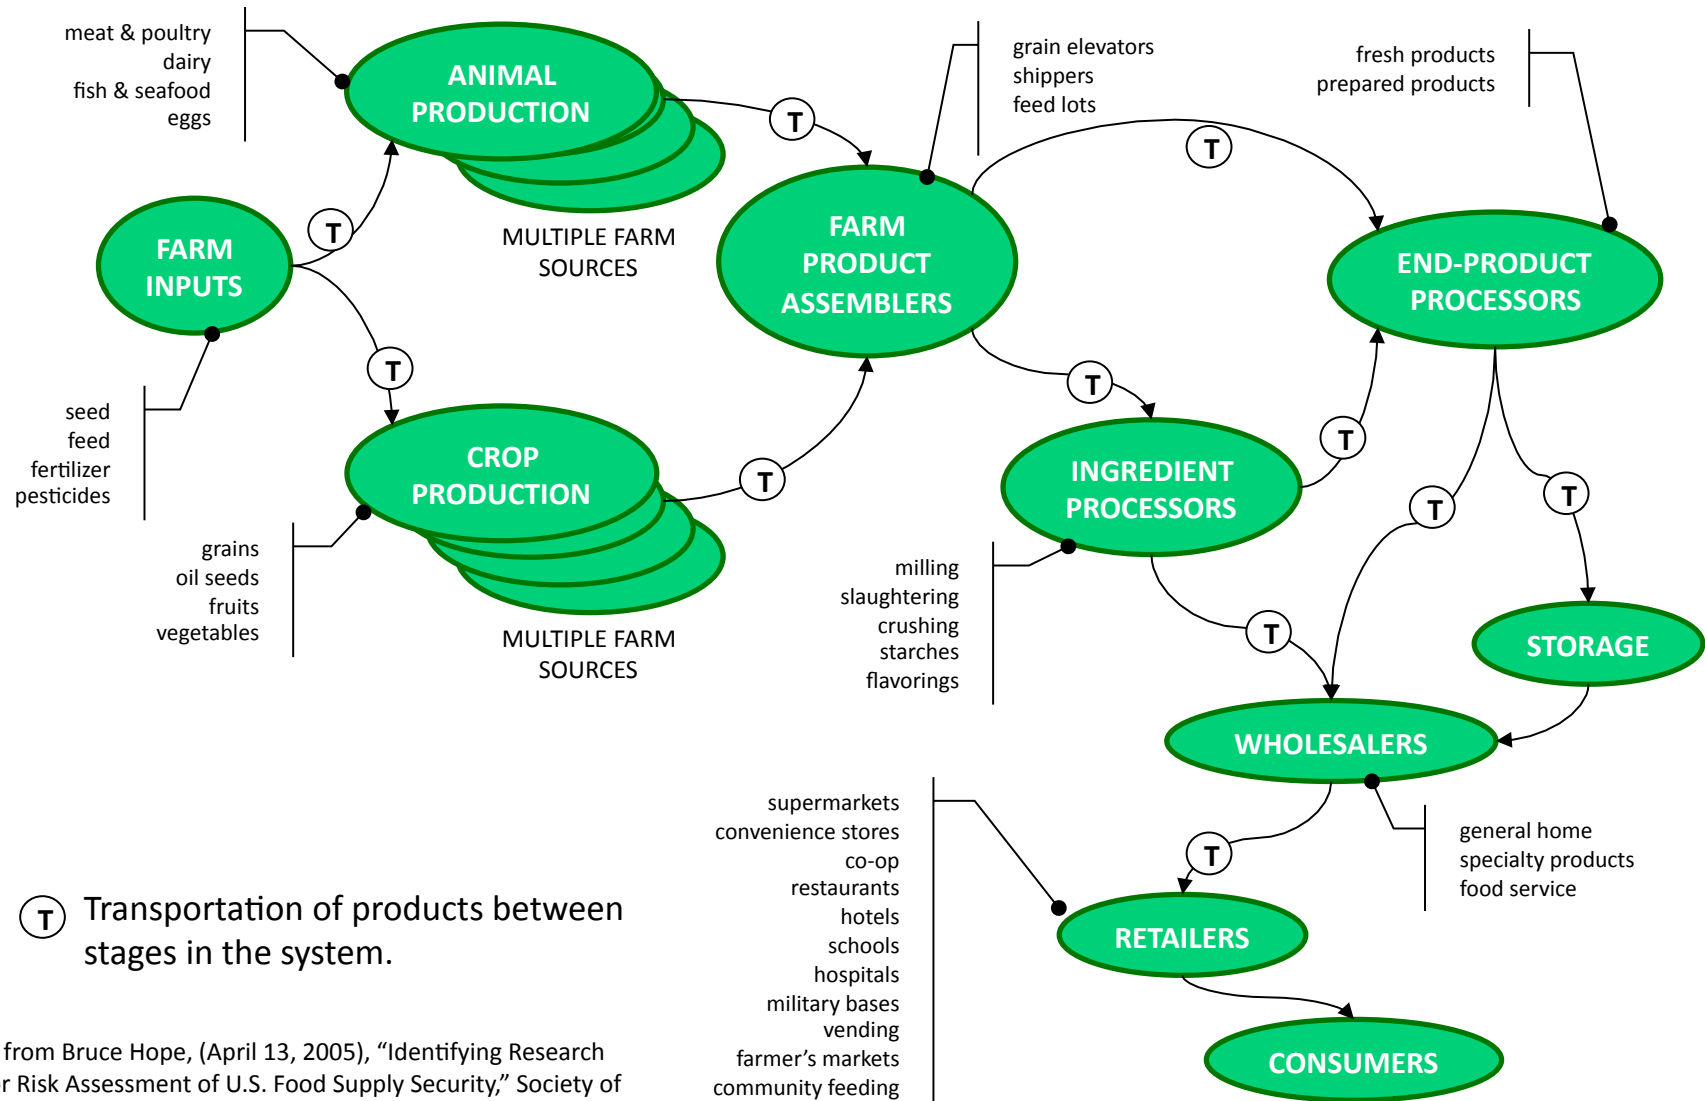 meat & poultry
dairy
fish & seafood
eggs
ANIMAL
PRODUCTION
T
grain elevators
shippers
feed lots
fresh products
prepared products
T
FARM
INPUTS
T
MULTIPLE FARM
SOURCES
FARM
PRODUCT
ASSEMBLERS
END-PRODUCT
PROCESSORS
seed
feed
fertilizer
pesticides
T
CROP
PRODUCTION
T
T
T
INGREDIENT
PROCESSORS
T
T
grains
oil seeds
fruits
vegetables
MULTIPLE FARM
SOURCES
milling
slaughtering
crushing
starches
flavorings
T
STORAGE
WHOLESALERS
general home
specialty products
food service
supermarkets
convenience stores
co-op
restaurants
hotels
schools
hospitals
military bases
vending
farmer's markets
community feeding
T
RETAILERS
CONSUMERS
T
Transportation of products between
stages in the system.
from Bruce Hope, (April 13, 2005), “Identifying Research
r Risk Assessment of U.S. Food Supply Security,” Society of